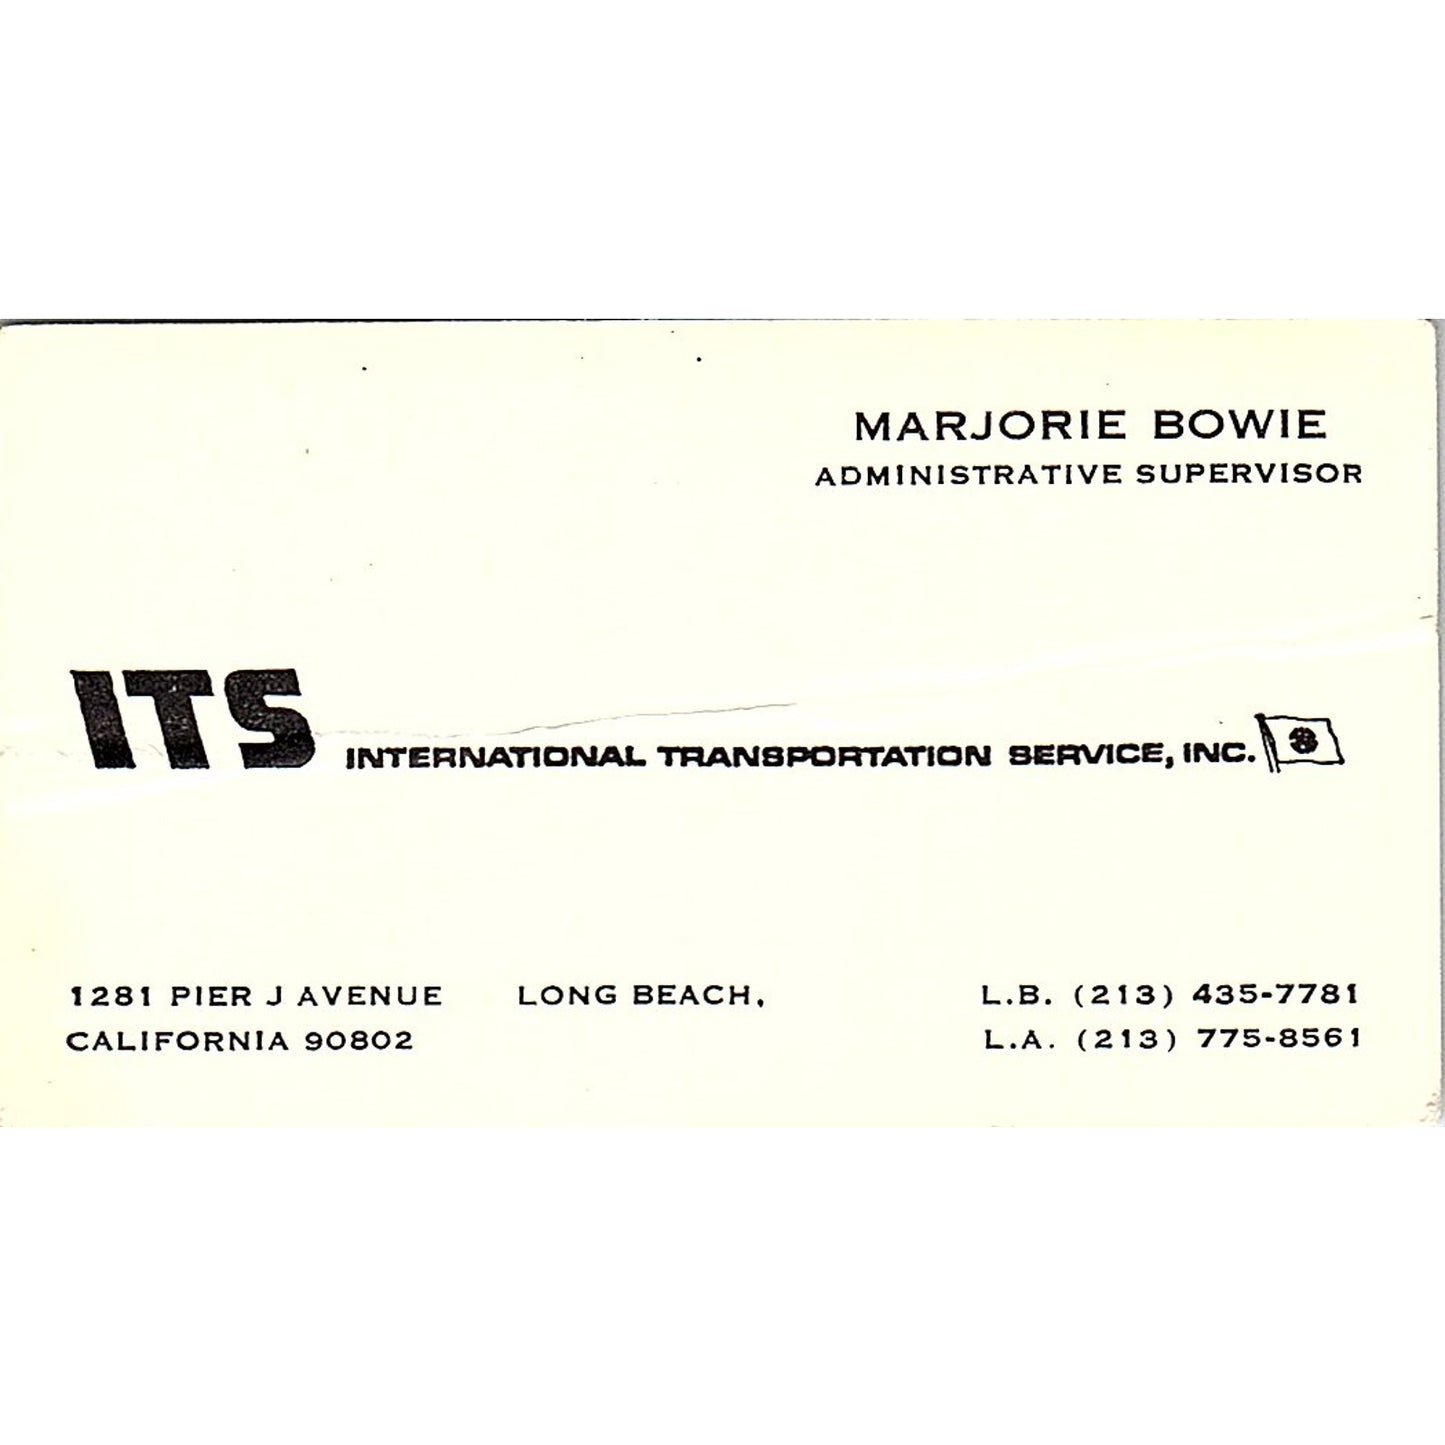 MARJORIE BOWIE
ADMINISTRATIVE SUPERVISOR
ITS INTERNATIONAL TRANSPORTATION SERVICE, INC.
1281 PIER J AVENUE LONG BEACH,
CALIFORNIA 90802
L.B. (213) 435-7781
L.A. (213) 775-8561